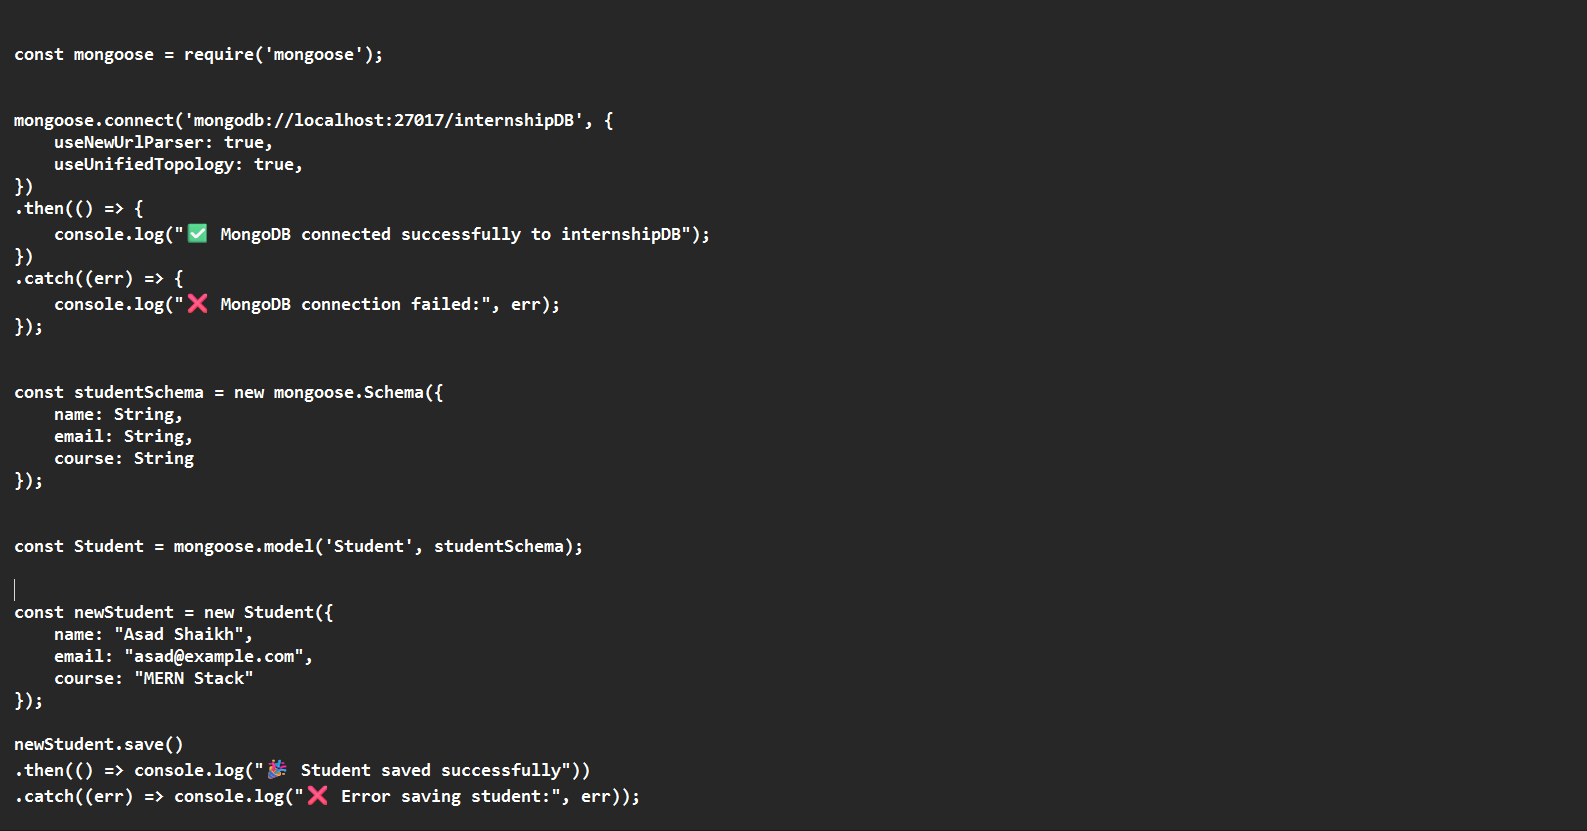 const mongoose = require('mongoose');
mongoose.connect('mongodb://localhost:27017/internshipDB', {
    useNewUrlParser: true,
    useUnifiedTopology: true,
})
.then(() => {
    console.log("✅ MongoDB connected successfully to internshipDB");
})
.catch((err) => {
    console.log("❌ MongoDB connection failed:", err);
});
const studentSchema = new mongoose.Schema({
    name: String,
    email: String,
    course: String
});
const Student = mongoose.model('Student', studentSchema);
const newStudent = new Student({
    name: "Asad Shaikh",
    email: "asad@example.com",
    course: "MERN Stack"
});
newStudent.save()
.then(() => console.log("🎉 Student saved successfully"))
.catch((err) => console.log("❌ Error saving student:", err));